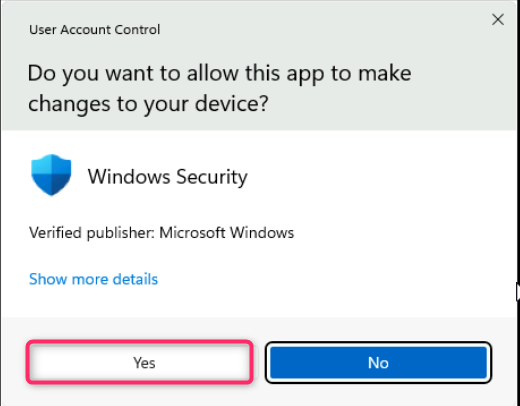 User Account Control
Do you want to allow this app to make
changes to your device?
Windows Security
Verified publisher: Microsoft Windows
Show more details
Yes
No